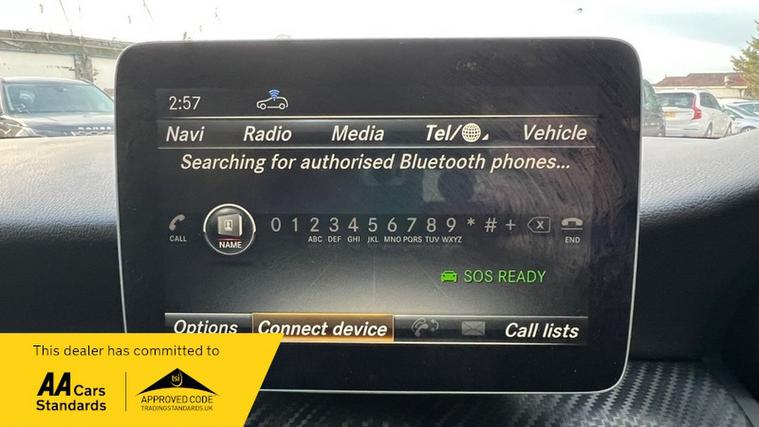 2:57
Navi Radio Media Tel/ Vehicle
Searching for authorised Bluetooth phones...
0 1 2 3 4 5 6 7 8 9 * # +
CALL NAME ABC DEF GHI JKL MNO PQRS TUV WXYZ END
SOS READY
Options Connect device Call lists
This dealer has committed to
AA Cars
Standards
tsi
APPROVED CODE
TRADINGSTANDARDS.UK